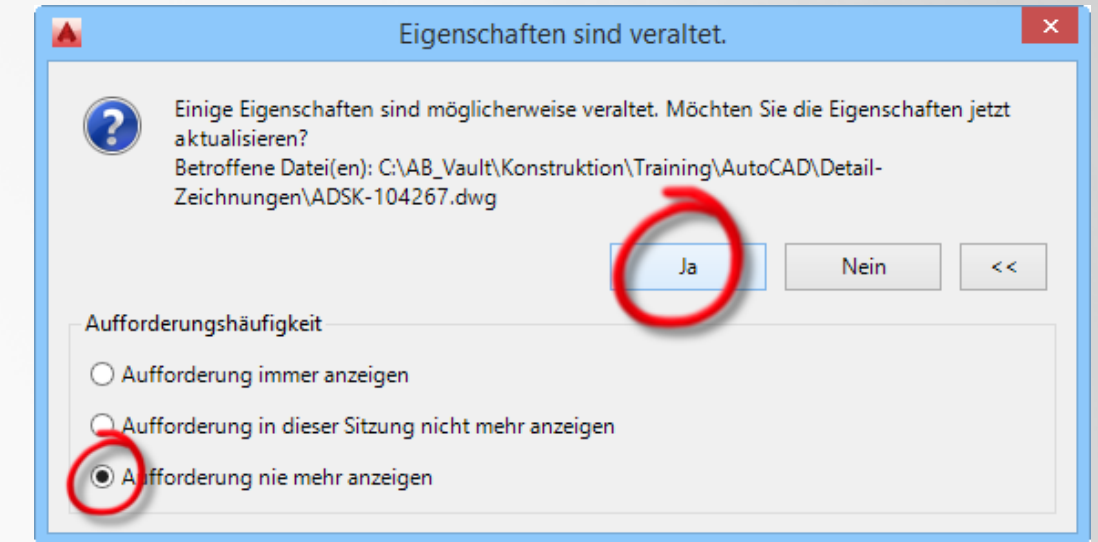 Eigenschaften sind veraltet.
Einige Eigenschaften sind möglicherweise veraltet. Möchten Sie die Eigenschaften jetzt
aktualisieren?
Betroffene Datei(en): C:\AB_Vault\Konstruktion\Training\AutoCAD\Detail-
Zeichnungen\ADSK-104267.dwg
Ja Nein <<
Aufforderungshäufigkeit
Aufforderung immer anzeigen
Aufforderung in dieser Sitzung nicht mehr anzeigen
Aufforderung nie mehr anzeigen